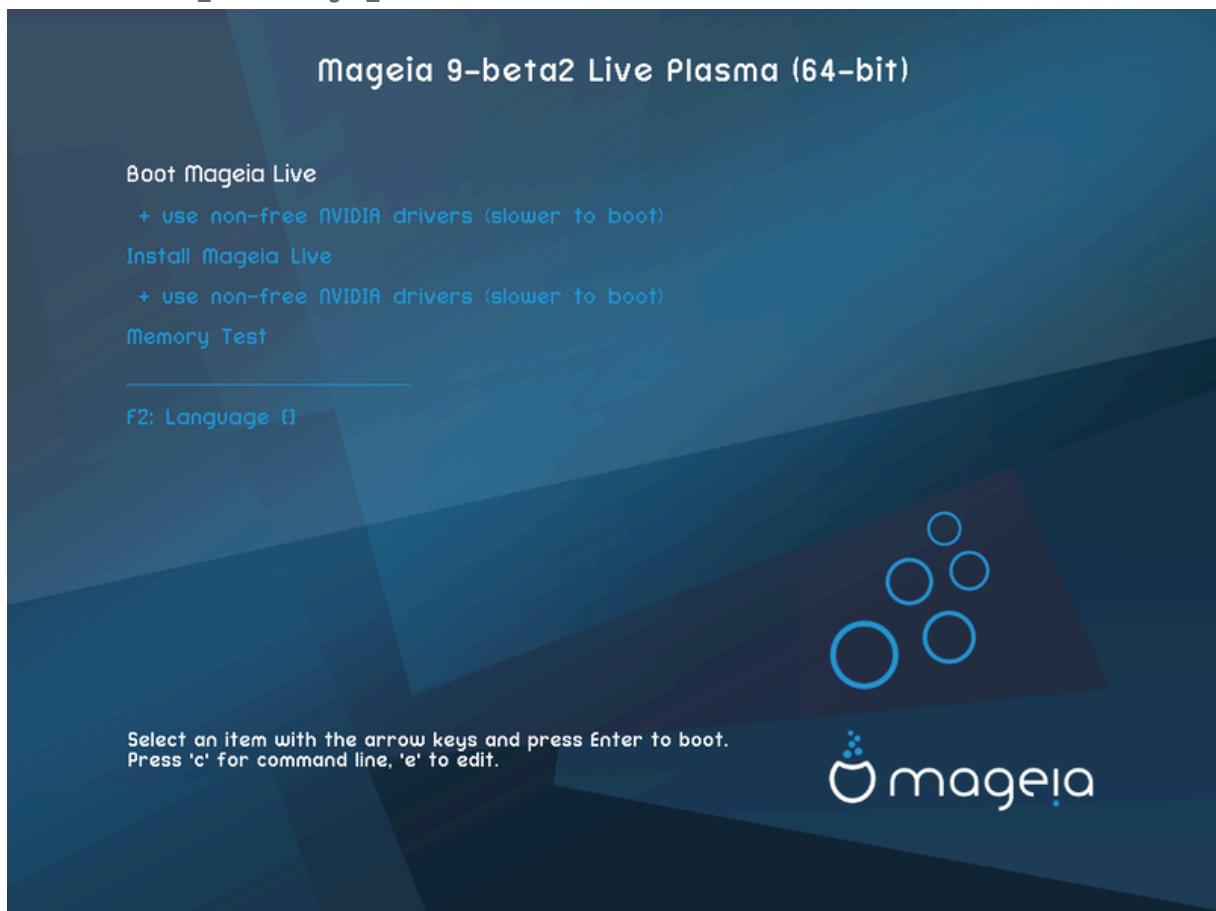 Mageia 9-beta2 Live Plasma (64-bit)
Boot Mageia Live
+ use non-free NVIDIA drivers (slower to boot)
Install Mageia Live
+ use non-free NVIDIA drivers (slower to boot)
Memory Test
F2: Language []
Select an item with the arrow keys and press Enter to boot.
Press 'c' for command line, 'e' to edit.
mageia